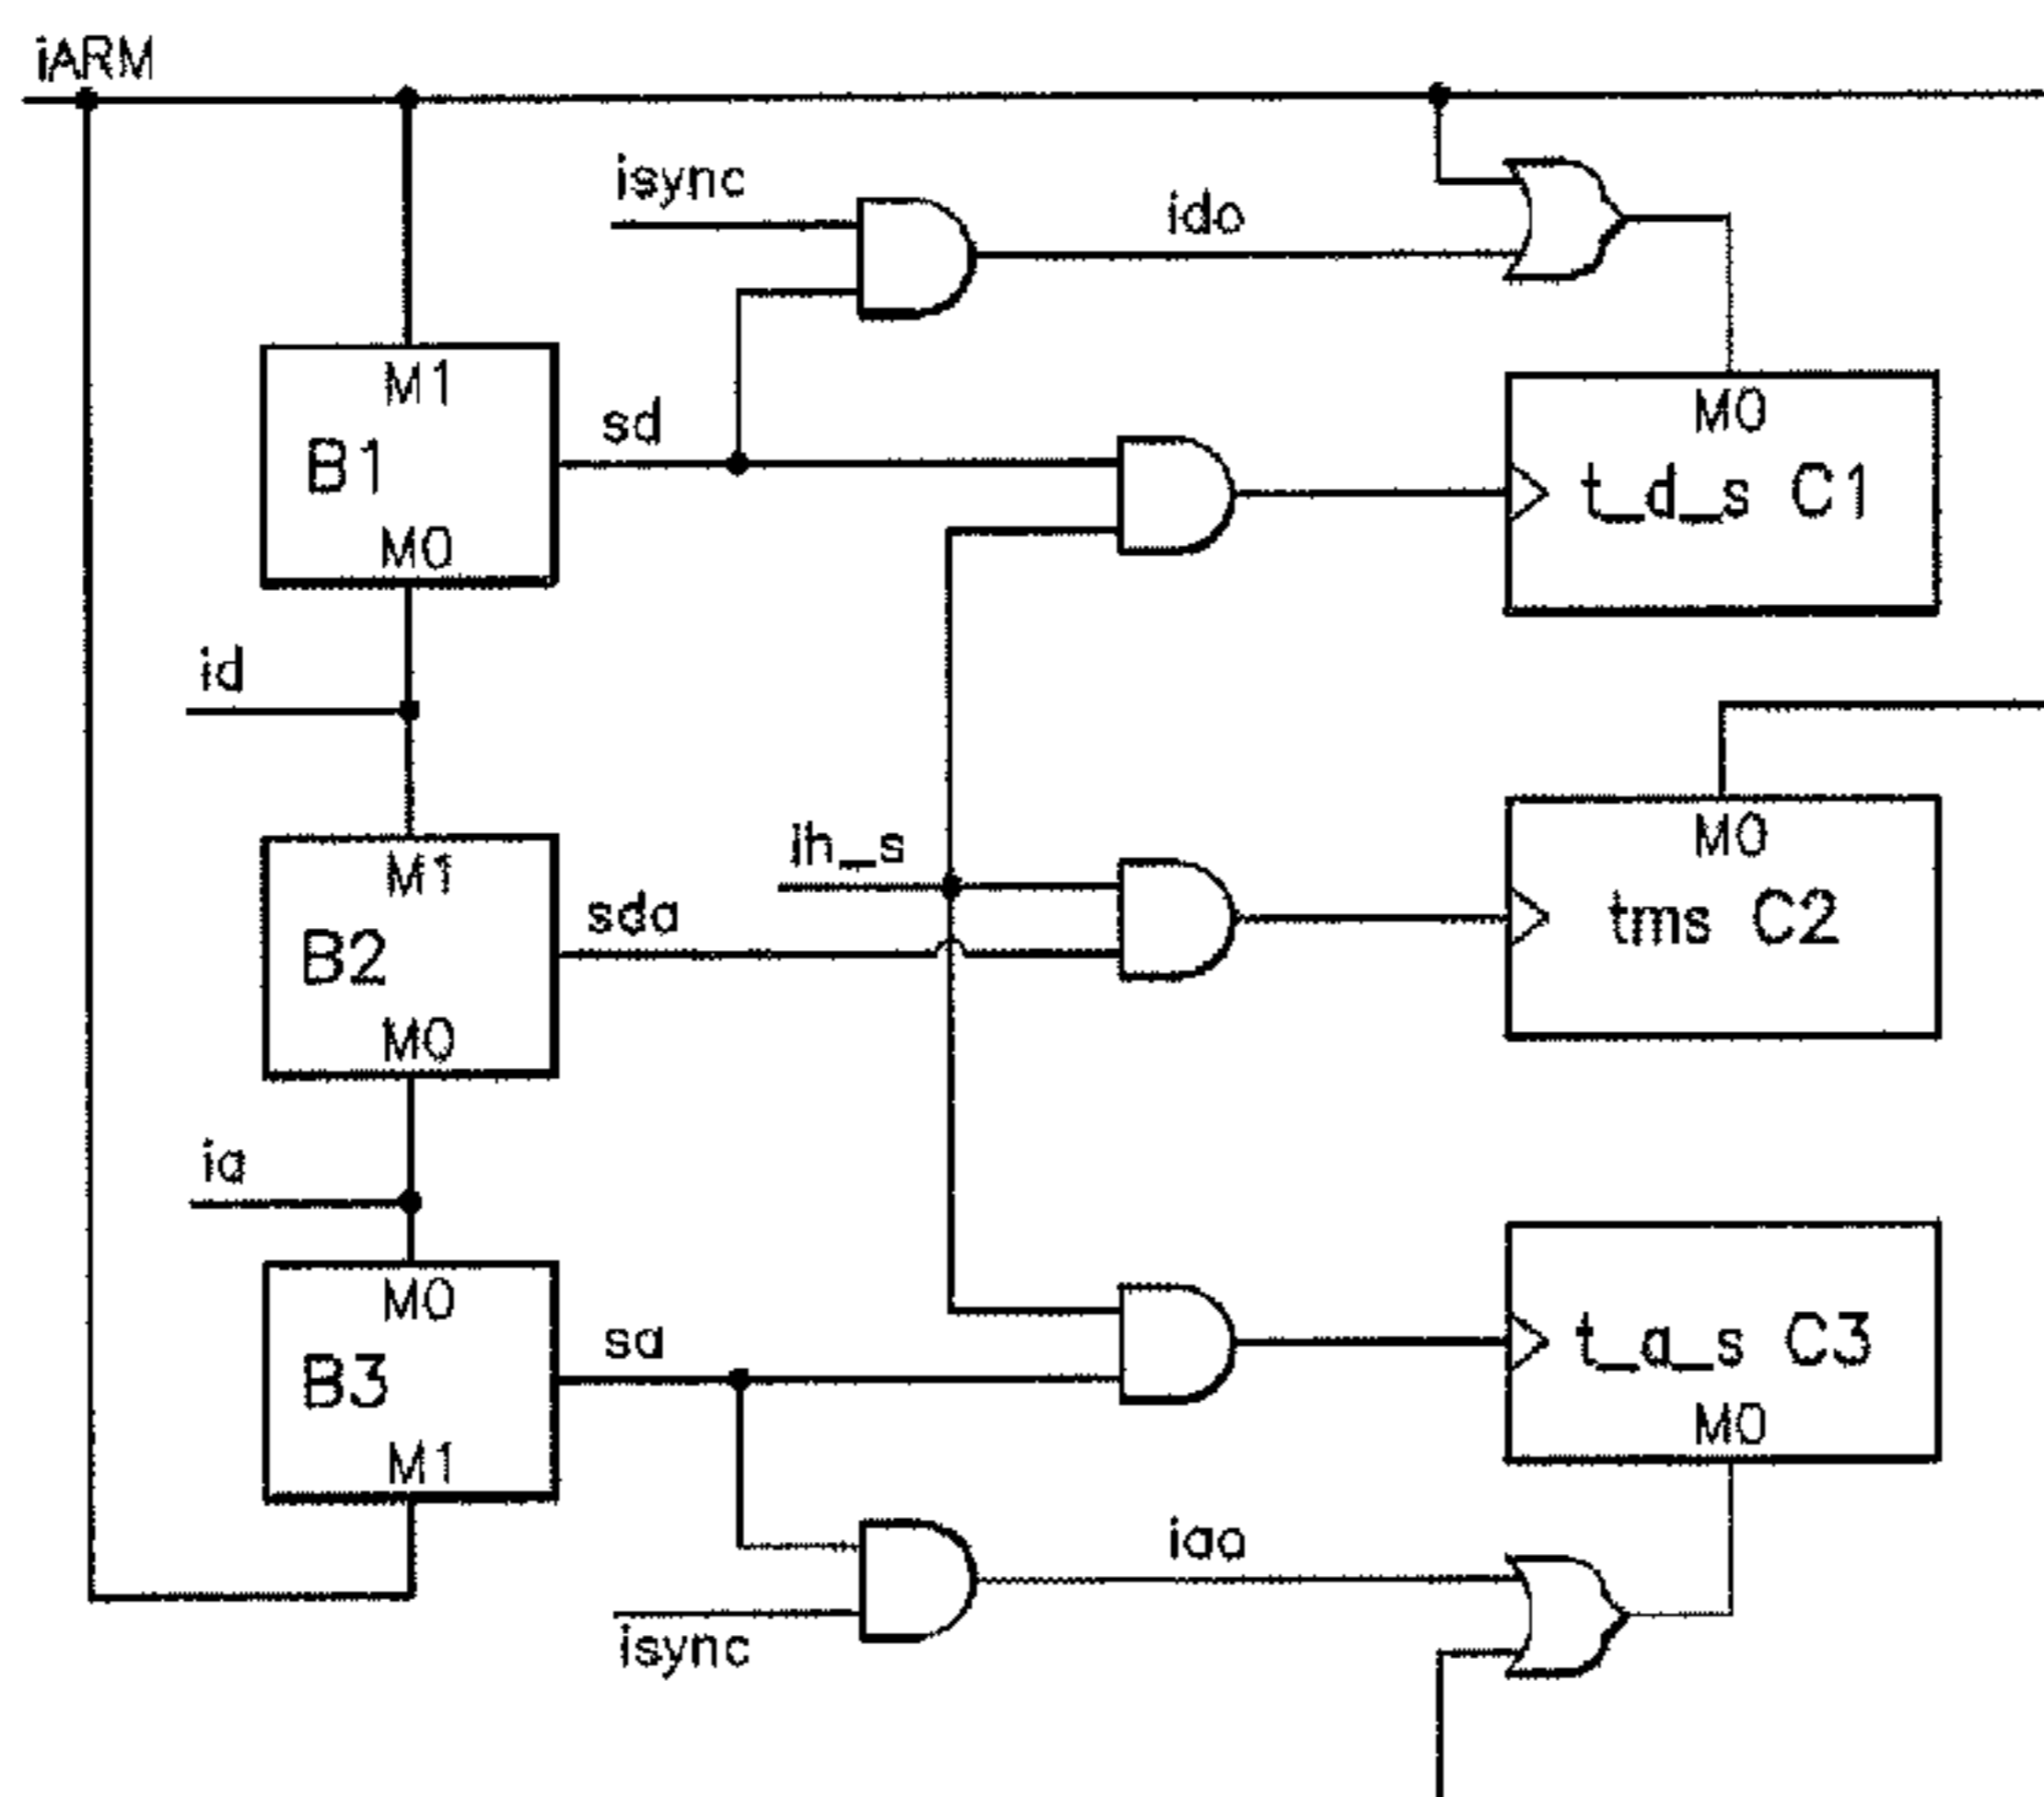 iARM
isync
ido
M1
B1
M0
sd
M0
t_d_s C1
id
M1
B2
M0
lh_s
sda
M0
tms C2
ia
M0
B3
M1
sa
t_a_s C3
M0
iao
isync